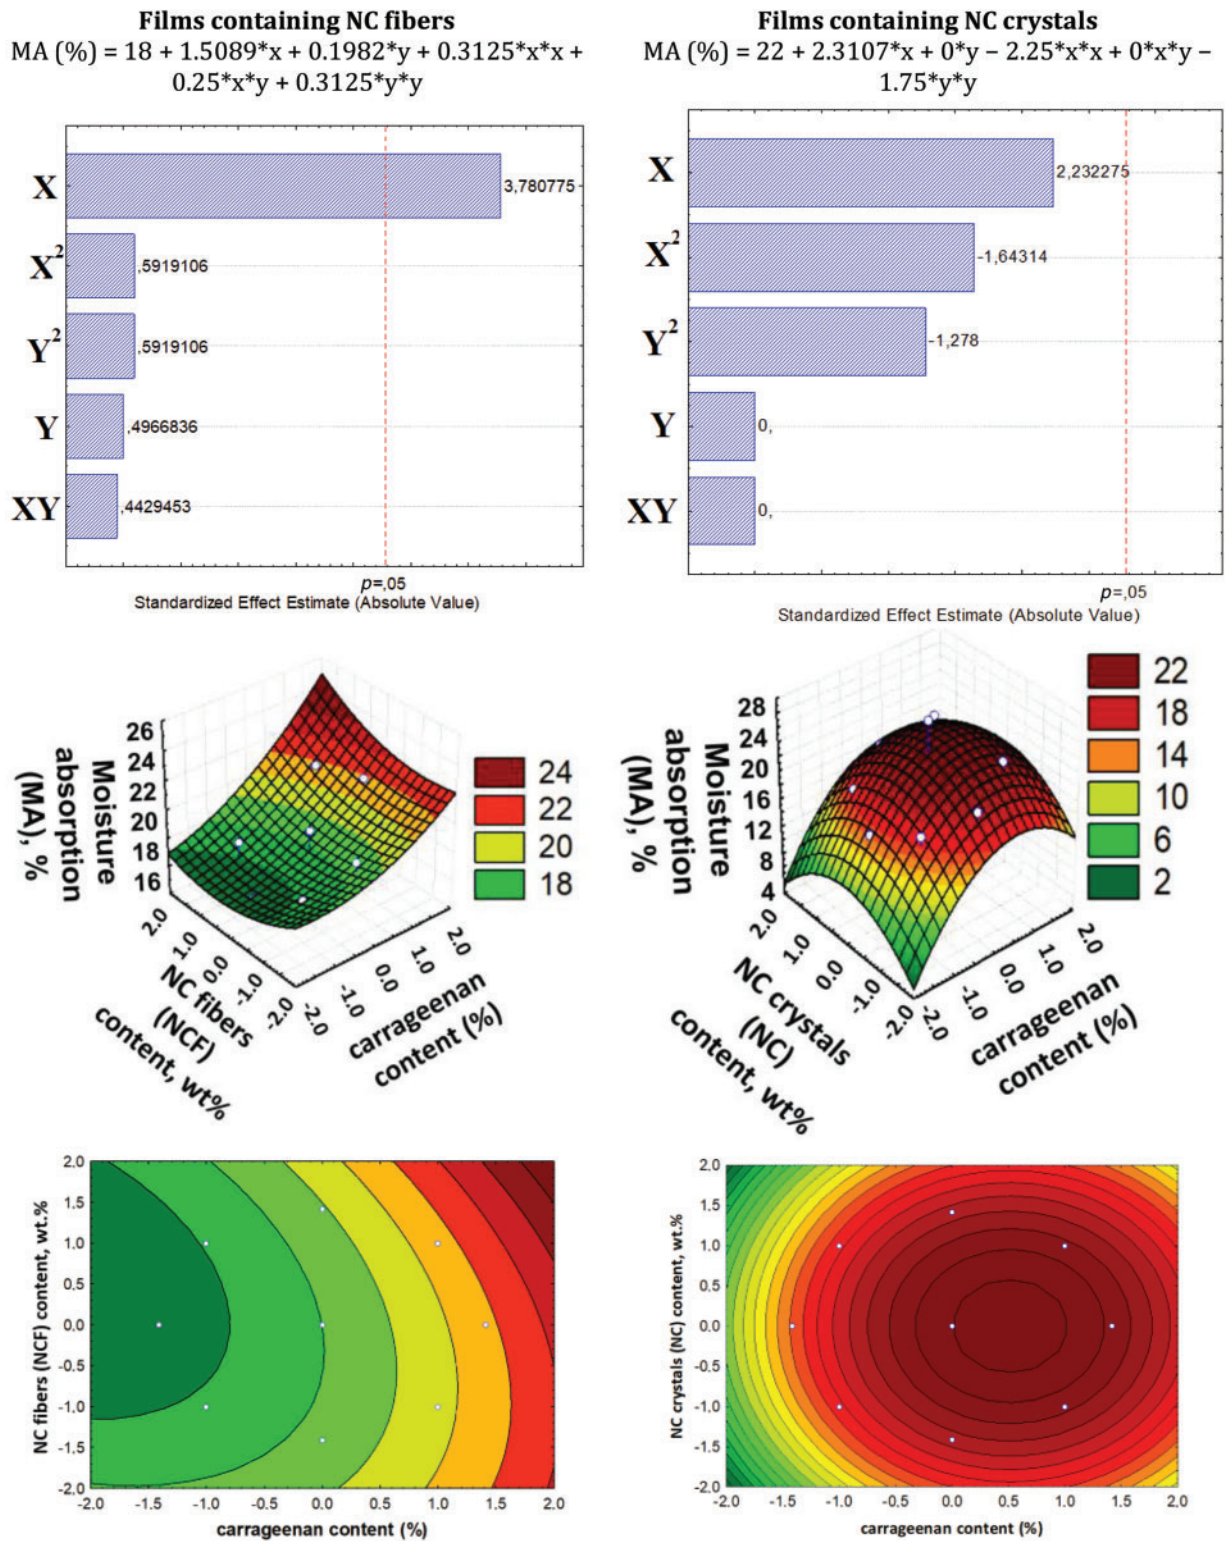 Films containing NC fibers
MA (%) = 18 + 1.5089*x + 0.1982*y + 0.3125*x*x +
0.25*x*y + 0.3125*y*y
Films containing NC crystals
MA (%) = 22 + 2.3107*x + 0*y − 2.25*x*x + 0*x*y −
1.75*y*y
X
3,780775
X²
,5919106
Y²
,5919106
Y
,4966836
XY
,4429453
p=,05
Standardized Effect Estimate (Absolute Value)
X
2,232275
X²
-1,64314
Y²
-1,278
Y
0,
XY
0,
p=,05
Standardized Effect Estimate (Absolute Value)
Moisture
absorption
(MA), %
26
24
22
21
20
19
18
16
2.0
1.0
0.0
-1.0
-2.0
NC fibers
(NCF)
content, wt%
-2.0
-1.0
0.0
1.0
2.0
carrageenan
content (%)
24
22
20
18
Moisture
absorption
(MA), %
28
24
20
16
12
8
4
2.0
1.0
0.0
-1.0
-2.0
NC crystals
(NC)
content, wt%
-2.0
-1.0
0.0
1.0
2.0
carrageenan
content (%)
22
18
14
10
6
2
NC fibers (NCF) content, wt.%
2.0
1.5
1.0
0.5
0.0
-0.5
-1.0
-1.5
-2.0
-2.0 -1.5 -1.0 -0.5 0.0 0.5 1.0 1.5 2.0
carrageenan content (%)
NC crystals (NC) content, wt.%
2.0
1.5
1.0
0.5
0.0
-0.5
-1.0
-1.5
-2.0
-2.0 -1.5 -1.0 -0.5 0.0 0.5 1.0 1.5 2.0
carrageenan content (%)